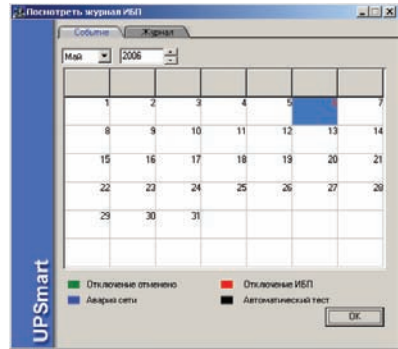 Посмотреть журнал ИБП
Событие Журнал
Май 2006
1 2 3 4 5 6 7
8 9 10 11 12 13 14
15 16 17 18 19 20 21
22 23 24 25 26 27 28
29 30 31
Отключение отменено Отключение ИБП
Авария сети Автоматический тест
OK
UPSmart